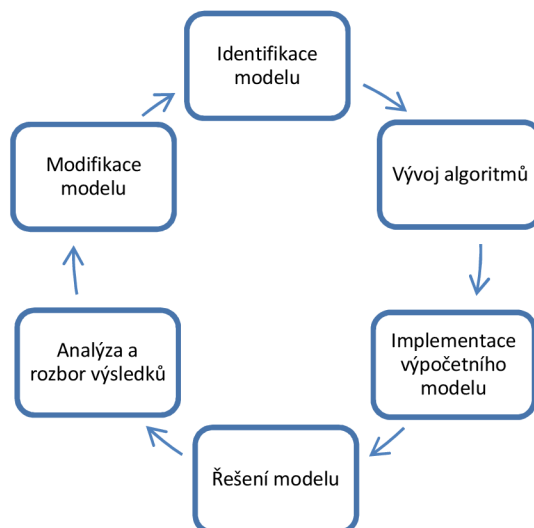 Identifikace
modelu
Vývoj algoritmů
Implementace
výpočetního
modelu
Řešení modelu
Analýza a
rozbor výsledků
Modifikace
modelu